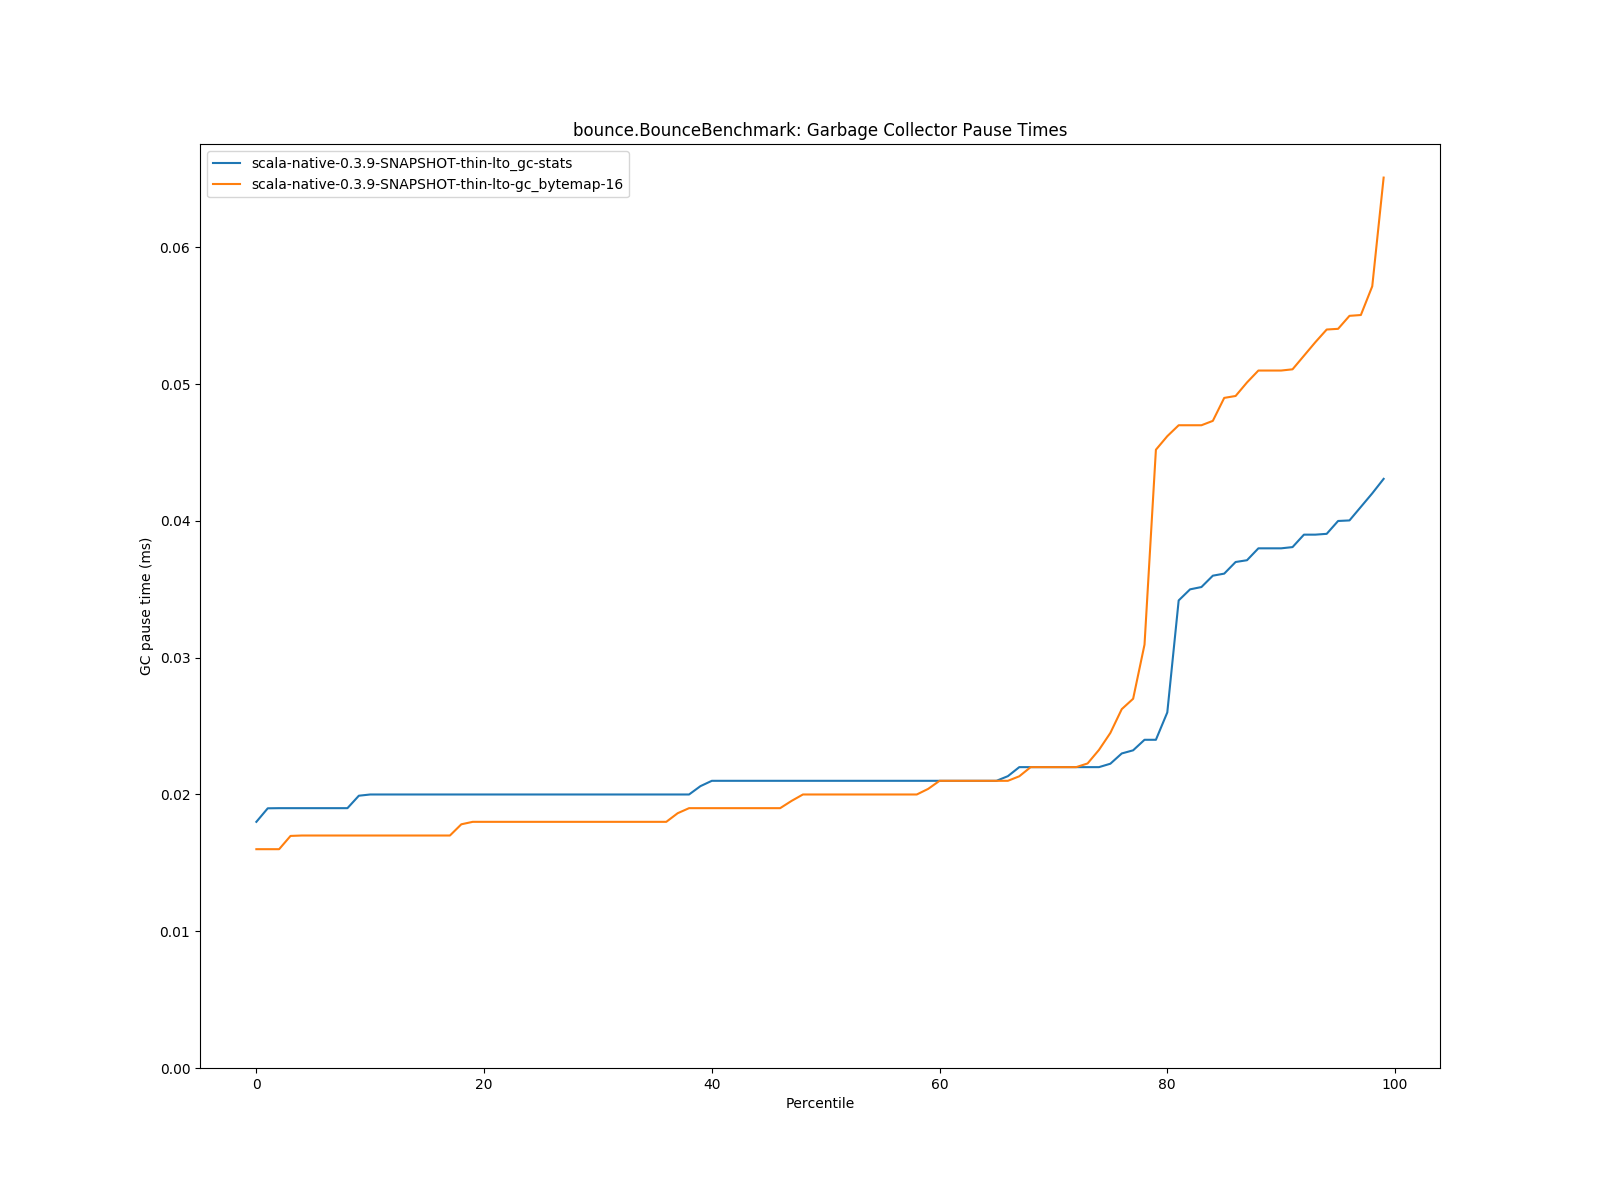 bounce.BounceBenchmark: Garbage Collector Pause Times
scala-native-0.3.9-SNAPSHOT-thin-lto_gc-stats
scala-native-0.3.9-SNAPSHOT-thin-lto-gc_bytemap-16
GC pause time (ms)
0.06
0.05
0.04
0.03
0.02
0.01
0.00
0 20 40 60 80 100
Percentile